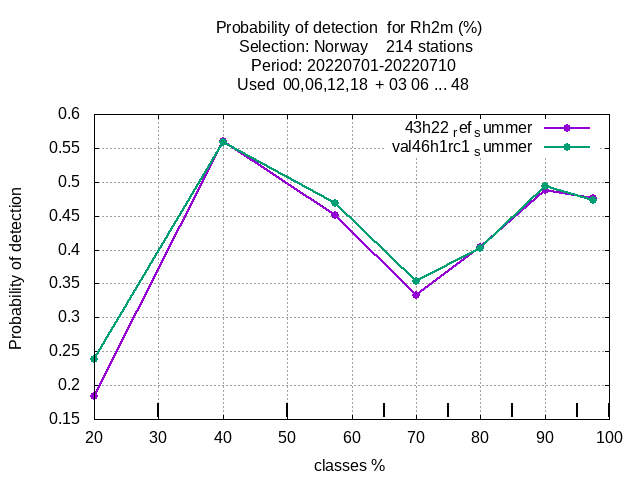 Probability of detection for Rh2m (%)
Selection: Norway 214 stations
Period: 20220701-20220710
Used 00,06,12,18 + 03 06 ... 48
43h22refsummer
val46h1rc1summer
Probability of detection
0.6
0.55
0.5
0.45
0.4
0.35
0.3
0.25
0.2
0.15
20 30 40 50 60 70 80 90 100
classes %